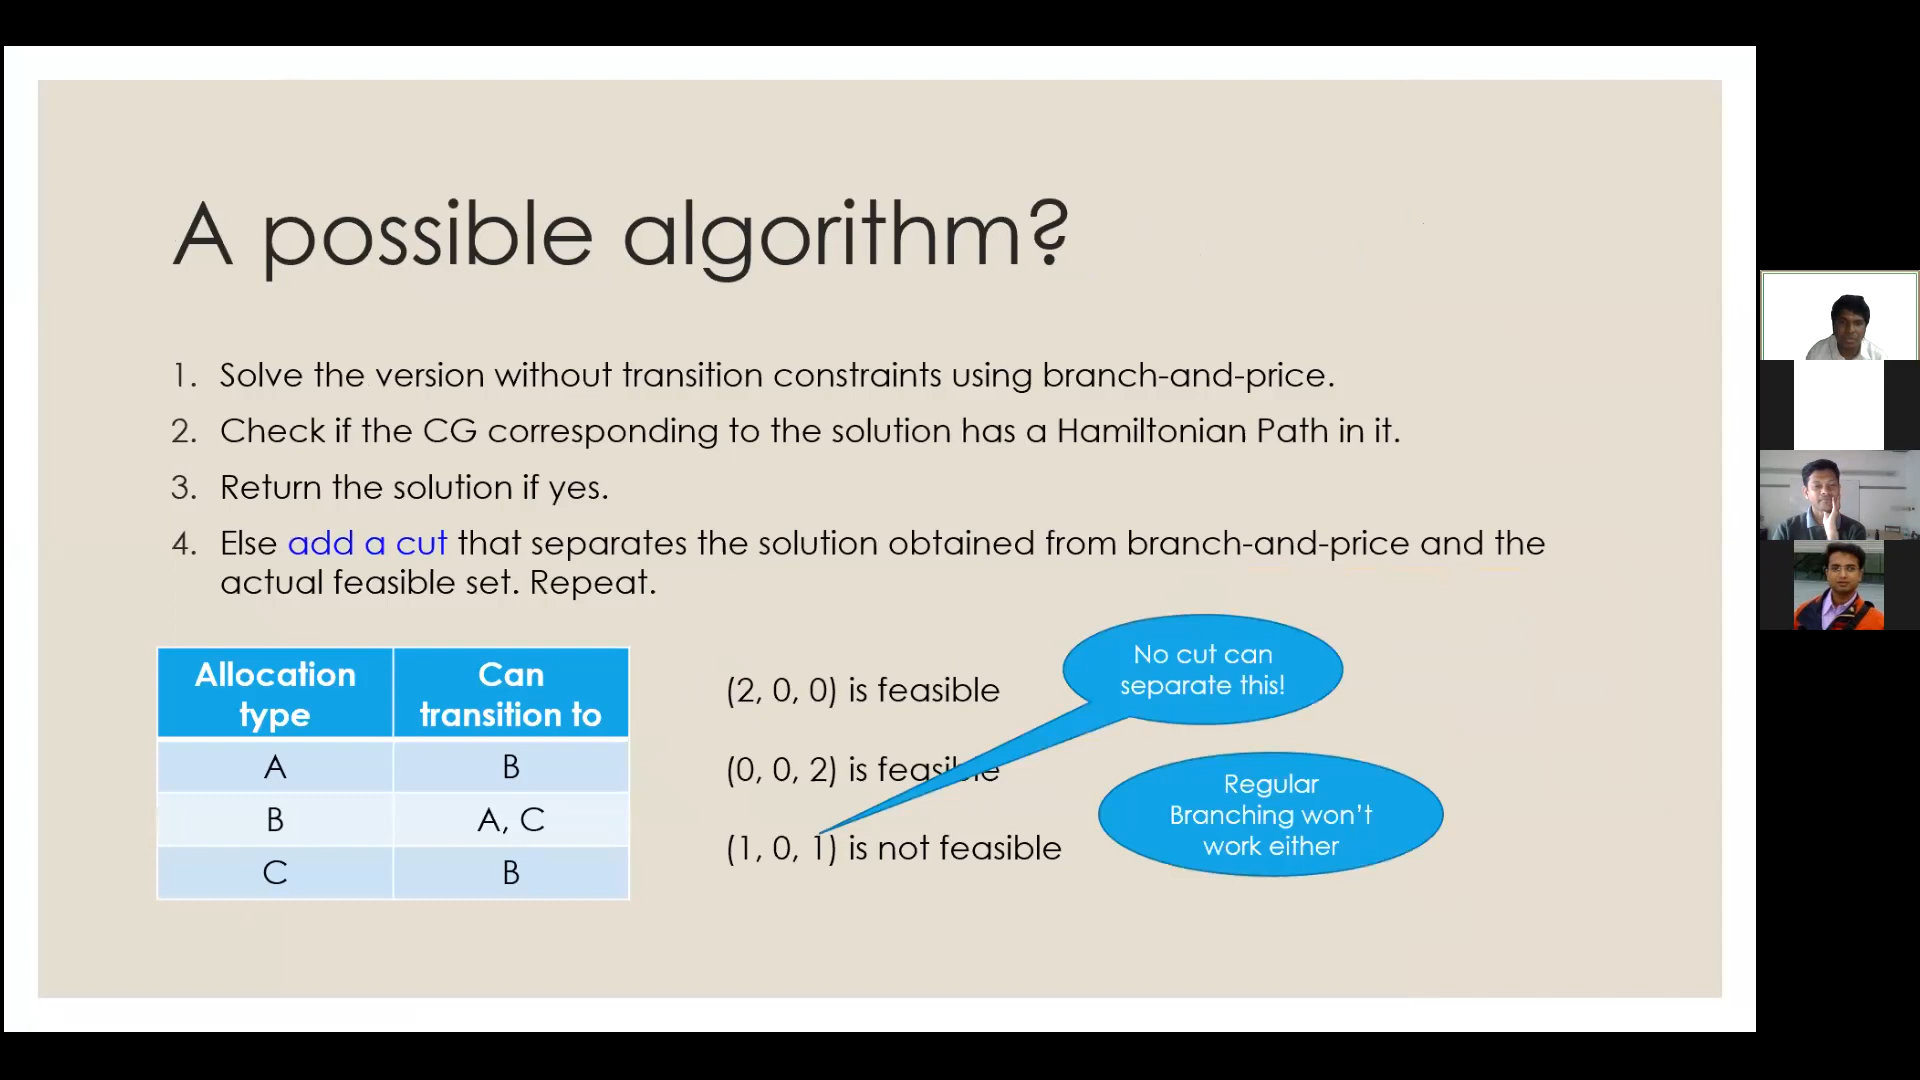 A possible algorithm?
1. Solve the version without transition constraints using branch-and-price.
2. Check if the CG corresponding to the solution has a Hamiltonian Path in it.
3. Return the solution if yes.
4. Else add a cut that separates the solution obtained from branch-and-price and the
actual feasible set. Repeat.
Allocation
type
Can
transition to
A
B
B
A, C
C
B
(2, 0, 0) is feasible
(0, 0, 2) is feasible
(1, 0, 1) is not feasible
No cut can
separate this!
Regular
Branching won't
work either